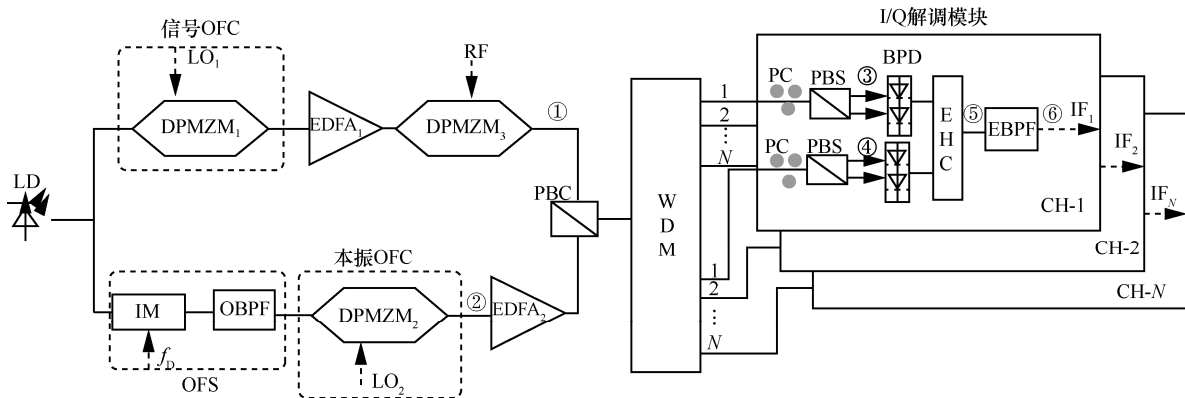 信号OFC
LO₁
DPMZM₁
EDFA₁
RF
DPMZM₃
①
LD
PBC
IM
OBPF
f_D
OFS
本振OFC
DPMZM₂
LO₂
②
EDFA₂
W
D
M
1
2
⋮
N
1
2
⋮
N
I/Q解调模块
PC
PBS
③
BPD
PC
PBS
④
E
H
C
⑤
EBPF
⑥
IF₁
IF₂
IF_N
CH-1
CH-2
CH-N